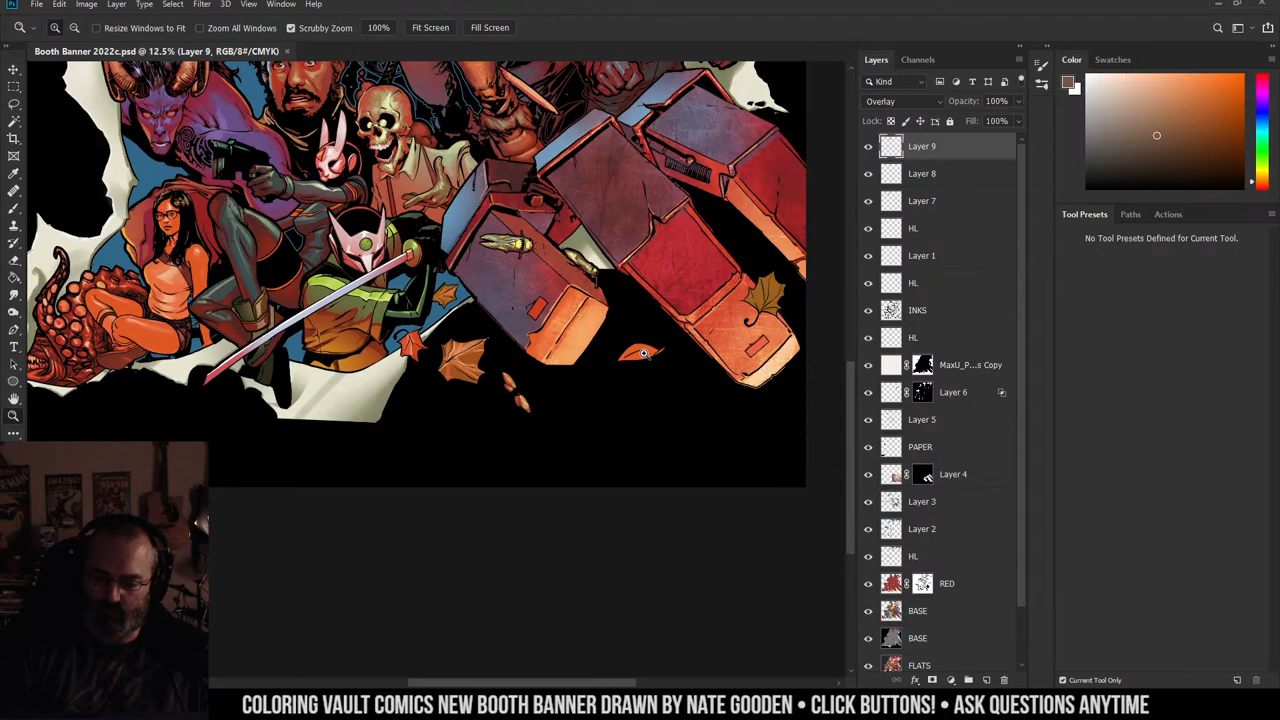 File Edit Image Layer Type Select Filter 3D View Window Help
Resize Windows to Fit Zoom All Windows Scrubby Zoom 100% Fit Screen Fill Screen
Booth Banner 2022c.psd @ 12.5% (Layer 9, RGB/8#/CMYK) ×
Layers Channels
Color Swatches
Kind
Overlay Opacity: 100%
Lock: Fill: 100%
Layer 9
Layer 8
Layer 7
HL
Layer 1
HL
INKS
HL
MaxU_P...s Copy
Layer 6
Layer 5
PAPER
Layer 4
Layer 3
Layer 2
HL
RED
BASE
BASE
FLATS
Tool Presets Paths Actions
No Tool Presets Defined for Current Tool.
Current Tool Only
COLORING VAULT COMICS NEW BOOTH BANNER DRAWN BY NATE GOODEN • CLICK BUTTONS! • ASK QUESTIONS ANYTIME